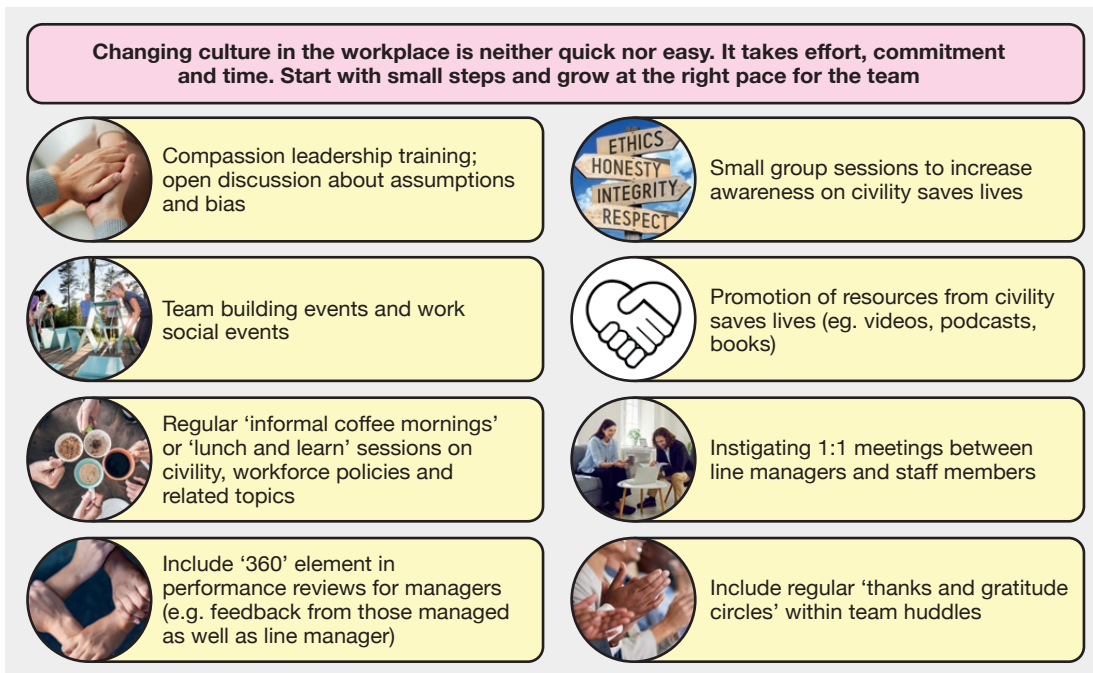 Changing culture in the workplace is neither quick nor easy. It takes effort, commitment
and time. Start with small steps and grow at the right pace for the team
Compassion leadership training;
open discussion about assumptions
and bias
ETHICS
HONESTY
INTEGRITY
RESPECT
Small group sessions to increase
awareness on civility saves lives
Team building events and work
social events
Promotion of resources from civility
saves lives (eg. videos, podcasts,
books)
Regular ‘informal coffee mornings’
or ‘lunch and learn’ sessions on
civility, workforce policies and
related topics
Instigating 1:1 meetings between
line managers and staff members
Include ‘360’ element in
performance reviews for managers
(e.g. feedback from those managed
as well as line manager)
Include regular ‘thanks and gratitude
circles’ within team huddles